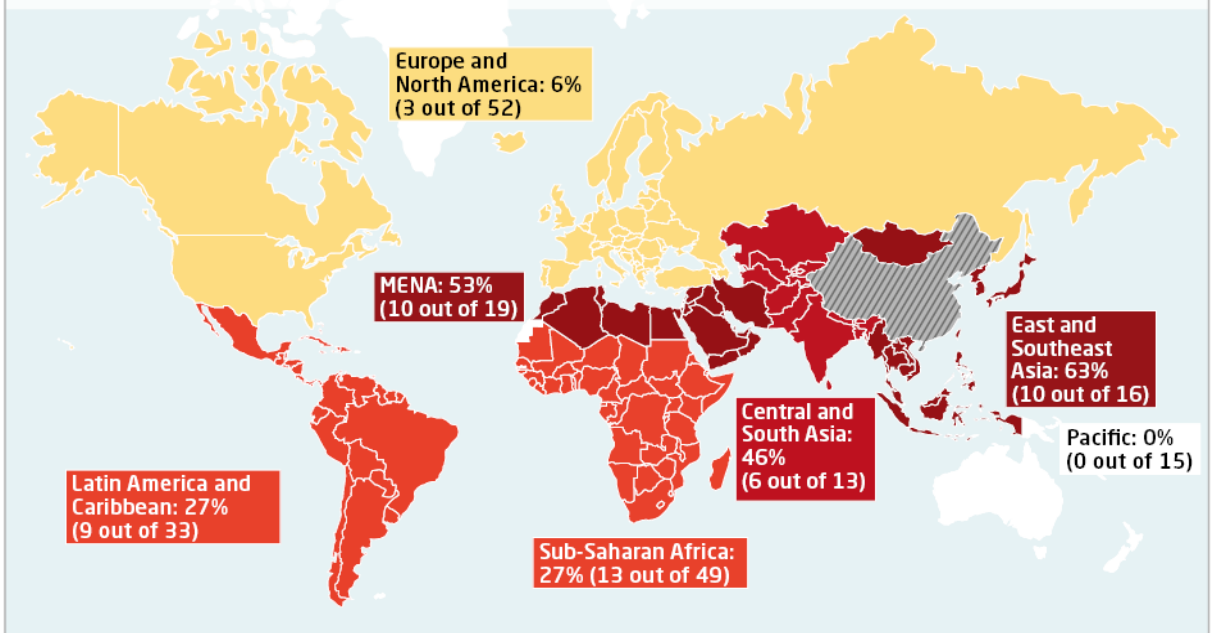 Europe and
North America: 6%
(3 out of 52)
MENA: 53%
(10 out of 19)
East and
Southeast
Asia: 63%
(10 out of 16)
Central and
South Asia:
46%
(6 out of 13)
Pacific: 0%
(0 out of 15)
Latin America and
Caribbean: 27%
(9 out of 33)
Sub-Saharan Africa:
27% (13 out of 49)